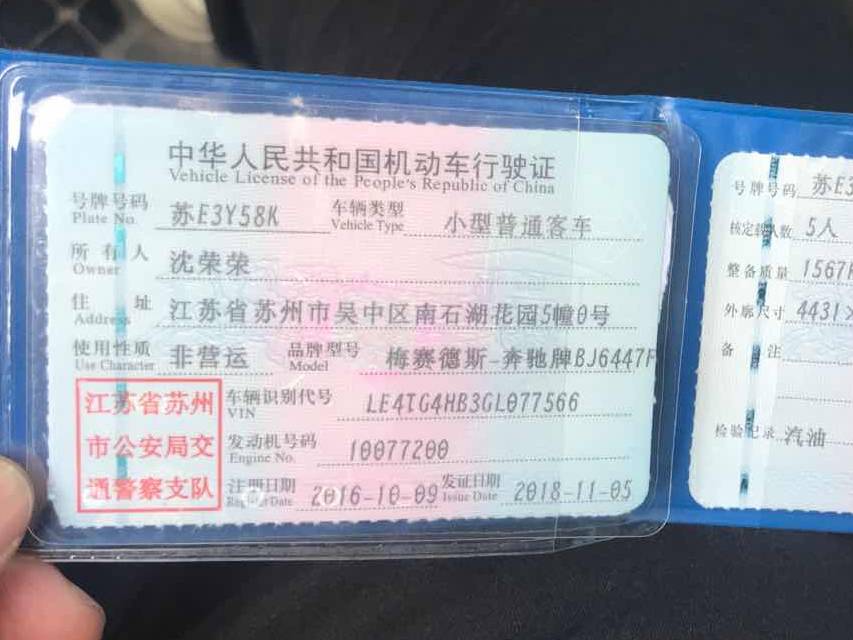 中华人民共和国机动车行驶证
Vehicle License of the People's Republic of China
号牌号码 苏E3Y58K 车辆类型 小型普通客车
Plate No. Vehicle Type
所有人 沈荣荣
Owner
住址 江苏省苏州市吴中区南石湖花园5幢0号
Address
使用性质 非营运 品牌型号 梅赛德斯-奔驰牌BJ6447F
Use Character Model
江苏省苏州
市公安局交
通警察支队
车辆识别代号 LE4TG4HB3GL077566
VIN
发动机号码 10077200
Engine No.
注册日期 2016-10-09 发证日期 2018-11-05
Register Date Issue Date
号牌号码 苏E3
核定载人数 5人
整备质量 1567
外廓尺寸 4431×
备注
检验记录 汽油